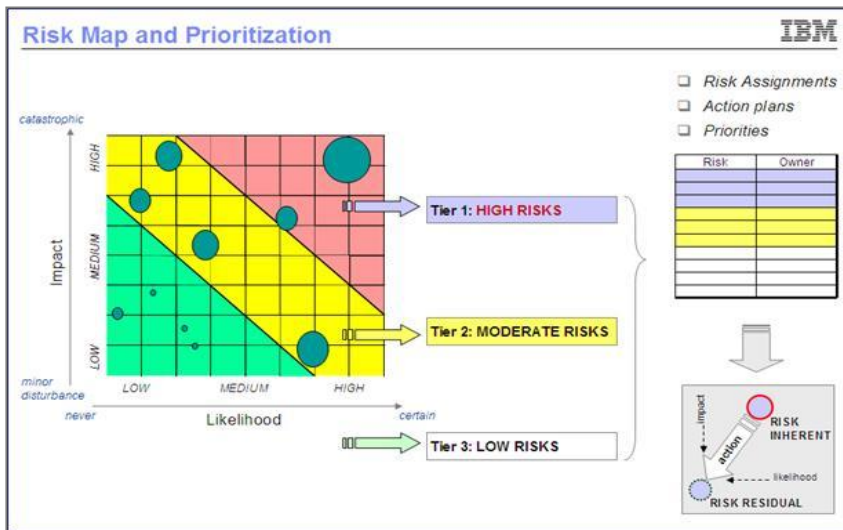 Risk Map and Prioritization
IBM
Risk Assignments
Action plans
Priorities
catastrophic
Impact
HIGH
MEDIUM
LOW
minor
disturbance
LOW
MEDIUM
HIGH
never
Likelihood
certain
Tier 1: HIGH RISKS
Tier 2: MODERATE RISKS
Tier 3: LOW RISKS
Risk
Owner
impact
RISK
INHERENT
action
likelihood
RISK RESIDUAL